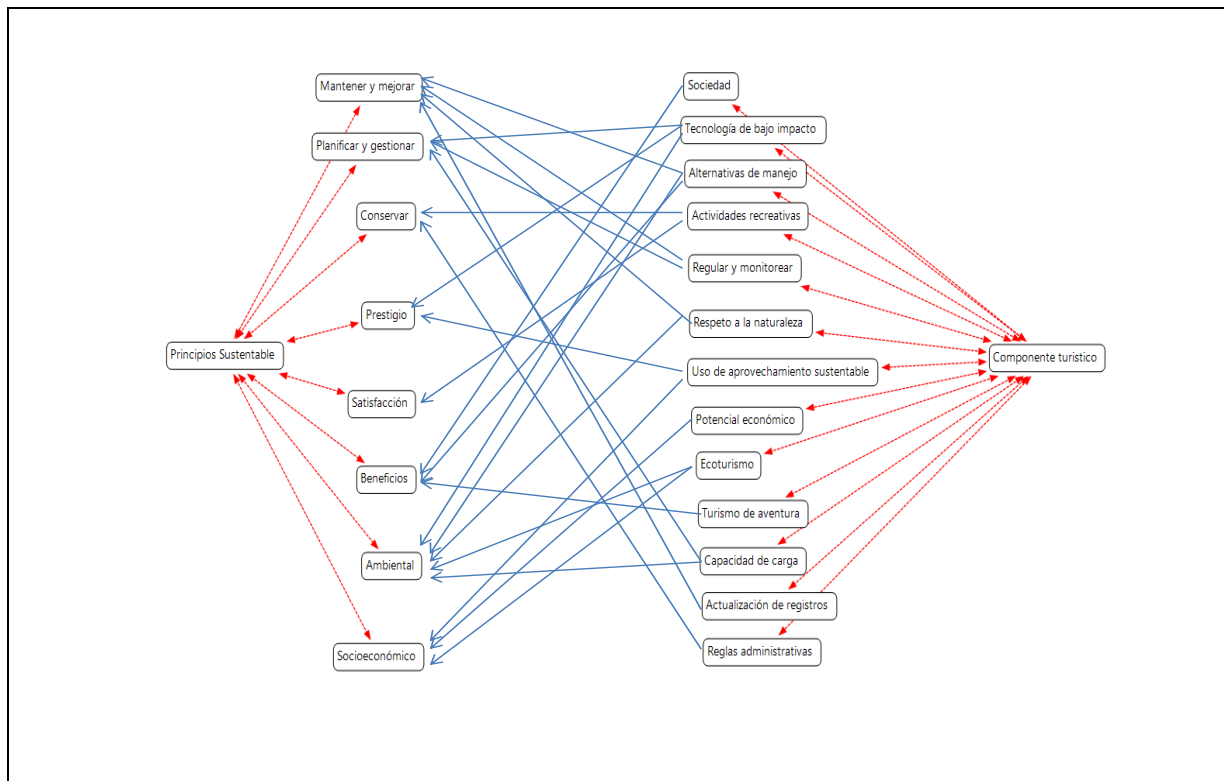 Mantener y mejorar
Planificar y gestionar
Conservar
Prestigio
Principios Sustentable
Satisfacción
Beneficios
Ambiental
Socioeconómico
Sociedad
Tecnología de bajo impacto
Alternativas de manejo
Actividades recreativas
Regular y monitorear
Respeto a la naturaleza
Uso de aprovechamiento sustentable
Potencial económico
Ecoturismo
Turismo de aventura
Capacidad de carga
Actualización de registros
Reglas administrativas
Componente turistico